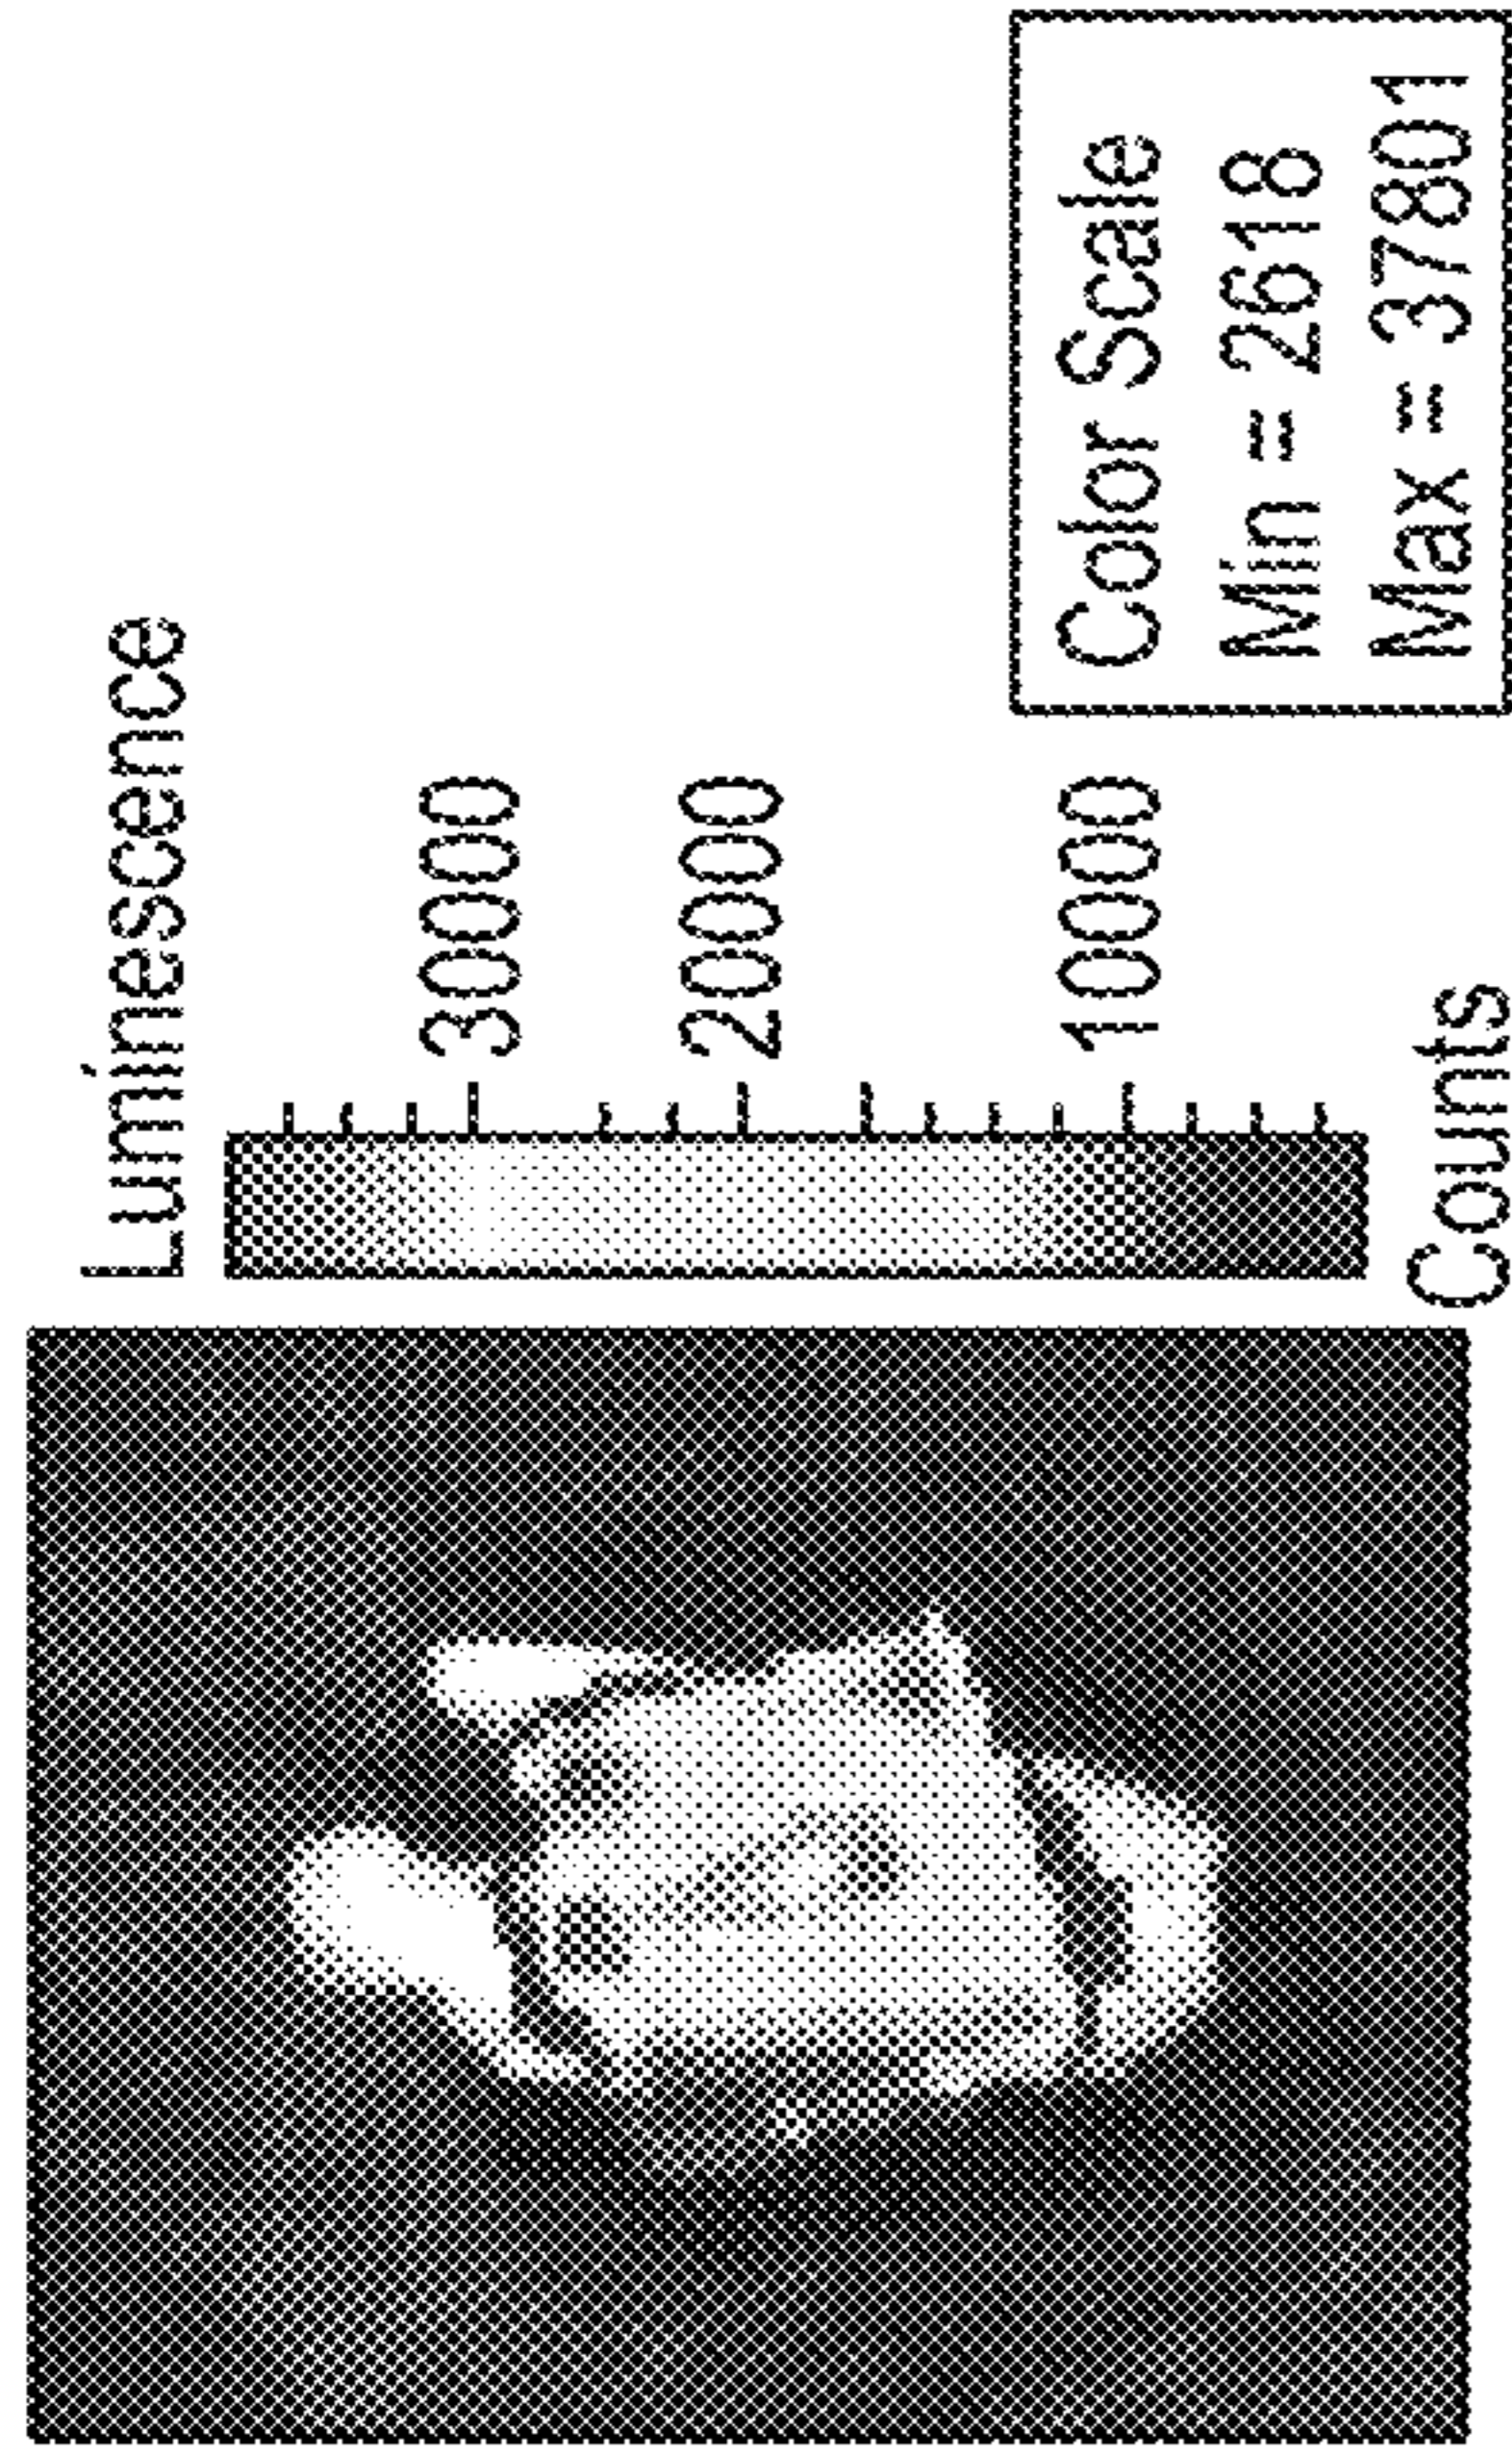 Luminescence
30000
20000
10000
Counts
Color Scale
Min = 2618
Max = 37801